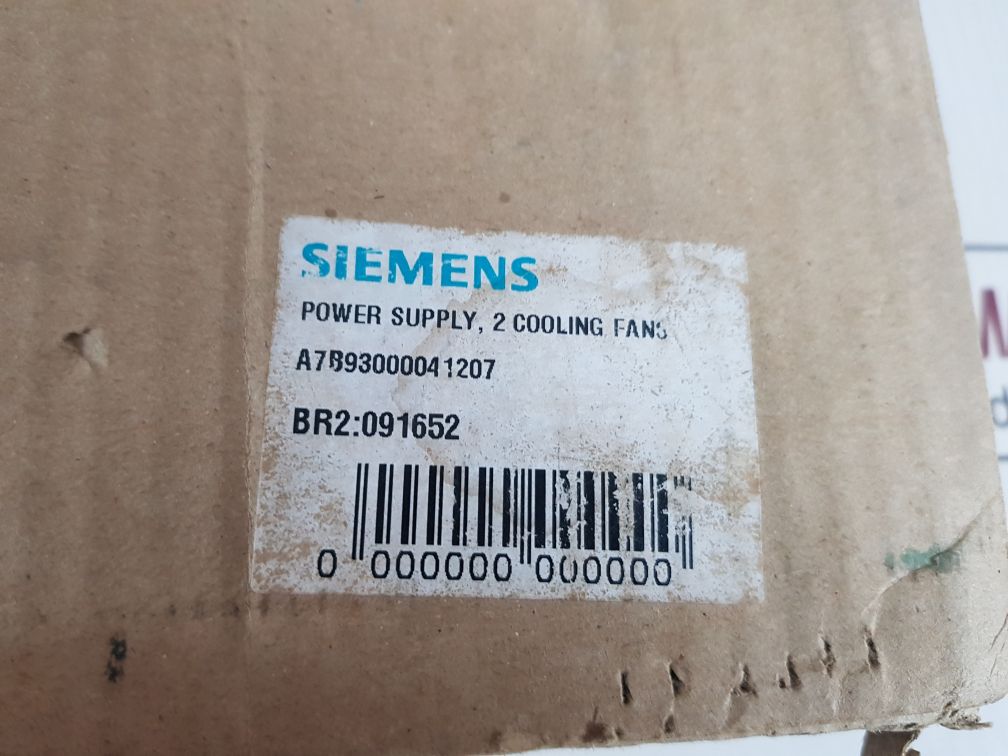 SIEMENS
POWER SUPPLY, 2 COOLING FANS
A7B93000041207
BR2:091652
0 000000 000000